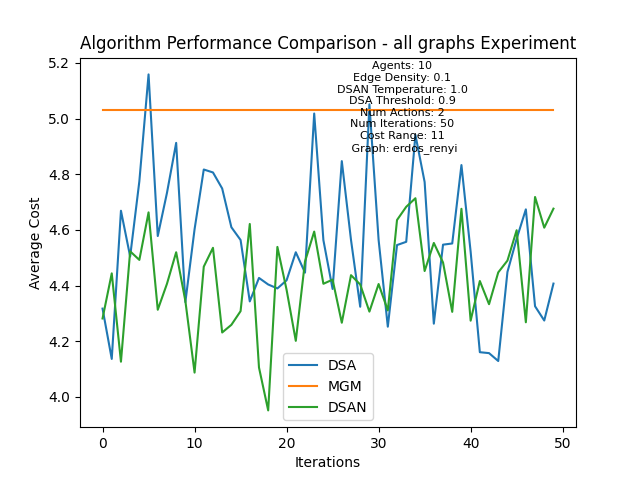 Algorithm Performance Comparison - all graphs Experiment
Agents: 10
Edge Density: 0.1
DSAN Temperature: 1.0
DSA Threshold: 0.9
Num Actions: 2
Num Iterations: 50
Cost Range: 11
Graph: erdos_renyi
5.2
5.0
4.8
4.6
4.4
4.2
4.0
Average Cost
DSA
MGM
DSAN
0 10 20 30 40 50
Iterations